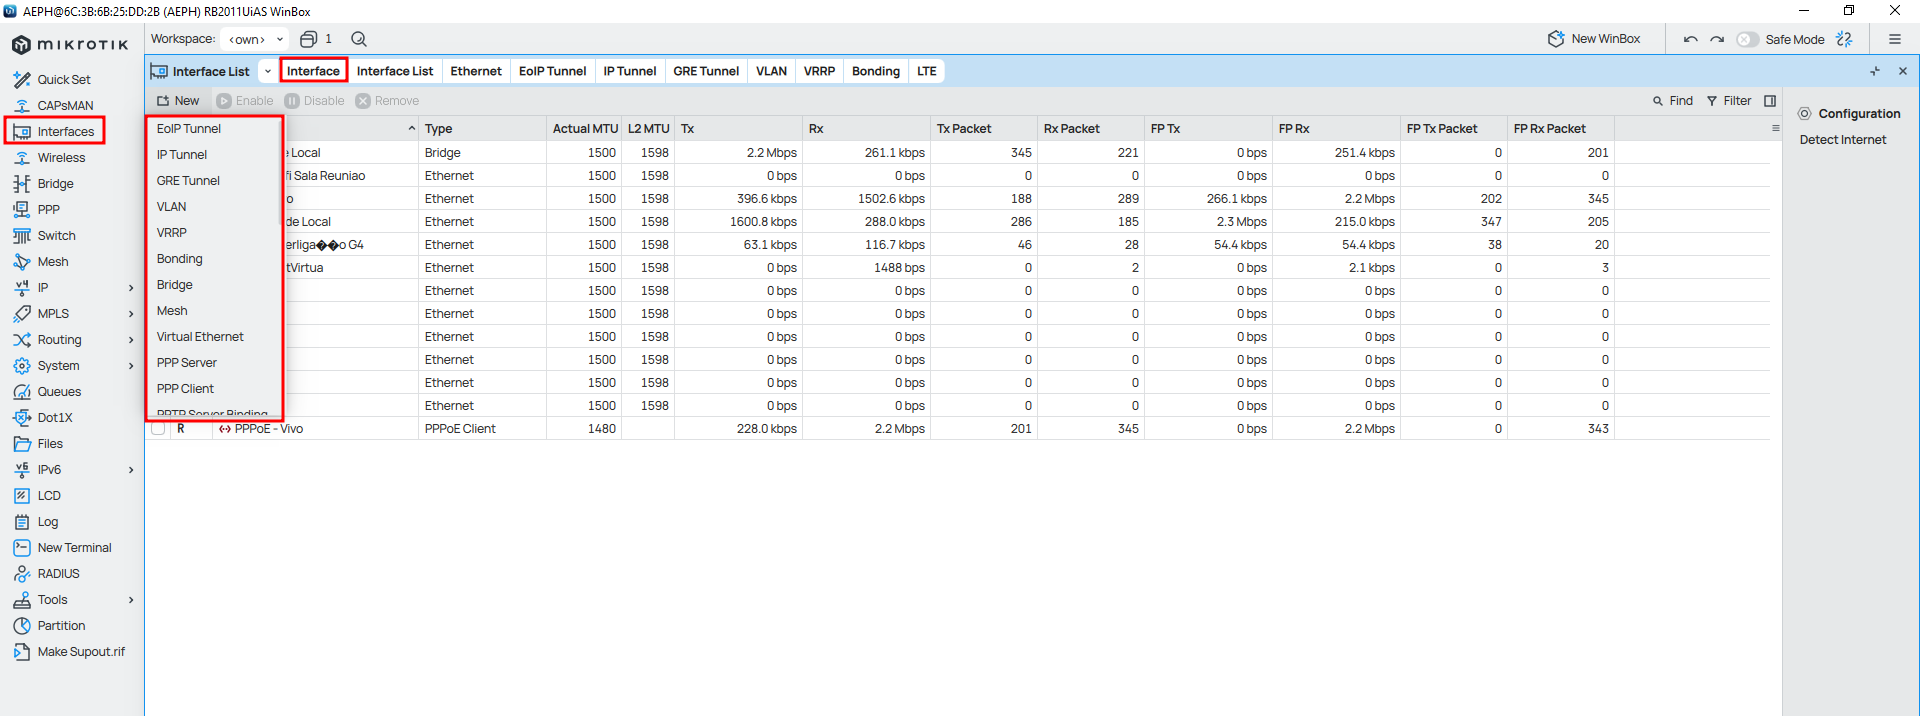 AEPH@6C:3B:6B:25:DD:2B (AEPH) RB2011UiAS WinBox
MikroTik
Workspace: <own> 1 New WinBox Safe Mode
Interface List Interface Interface List Ethernet EoIP Tunnel IP Tunnel GRE Tunnel VLAN VRRP Bonding LTE
New Enable Disable Remove Find Filter
Quick Set
CAPsMAN
Interfaces
Wireless
Bridge
PPP
Switch
Mesh
IP
MPLS
Routing
System
Queues
Dot1X
Files
IPv6
LCD
Log
New Terminal
RADIUS
Tools
Partition
Make Supout.rif
EoIP Tunnel
IP Tunnel
GRE Tunnel
VLAN
VRRP
Bonding
Bridge
Mesh
Virtual Ethernet
PPP Server
PPP Client
PPTP Server Binding
Type Actual MTU L2 MTU Tx Rx Tx Packet Rx Packet FP Tx FP Rx FP Tx Packet FP Rx Packet
e Local Bridge 1500 1598 2.2 Mbps 261.1 kbps 345 221 0 bps 251.4 kbps 0 201
fi Sala Reuniao Ethernet 1500 1598 0 bps 0 bps 0 0 0 bps 0 bps 0 0
o Ethernet 1500 1598 396.6 kbps 1502.6 kbps 188 289 266.1 kbps 2.2 Mbps 202 345
de Local Ethernet 1500 1598 1600.8 kbps 288.0 kbps 286 185 2.3 Mbps 215.0 kbps 347 205
erliga��o G4 Ethernet 1500 1598 63.1 kbps 116.7 kbps 46 28 54.4 kbps 54.4 kbps 38 20
tVirtua Ethernet 1500 1598 0 bps 1488 bps 0 2 0 bps 2.1 kbps 0 3
Ethernet 1500 1598 0 bps 0 bps 0 0 0 bps 0 bps 0 0
Ethernet 1500 1598 0 bps 0 bps 0 0 0 bps 0 bps 0 0
Ethernet 1500 1598 0 bps 0 bps 0 0 0 bps 0 bps 0 0
Ethernet 1500 1598 0 bps 0 bps 0 0 0 bps 0 bps 0 0
Ethernet 1500 1598 0 bps 0 bps 0 0 0 bps 0 bps 0 0
Ethernet 1500 1598 0 bps 0 bps 0 0 0 bps 0 bps 0 0
R PPPoE - Vivo PPPoE Client 1480 228.0 kbps 2.2 Mbps 201 345 0 bps 2.2 Mbps 0 343
Configuration
Detect Internet